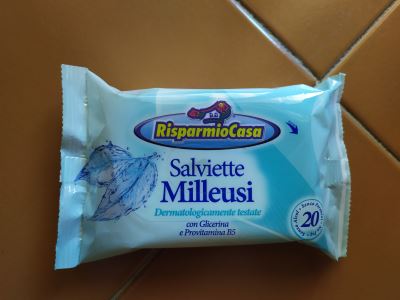 RisparmioCasa
Salviette
Milleusi
Dermatologicamente testate
con Glicerina
e Provitamina B5
20